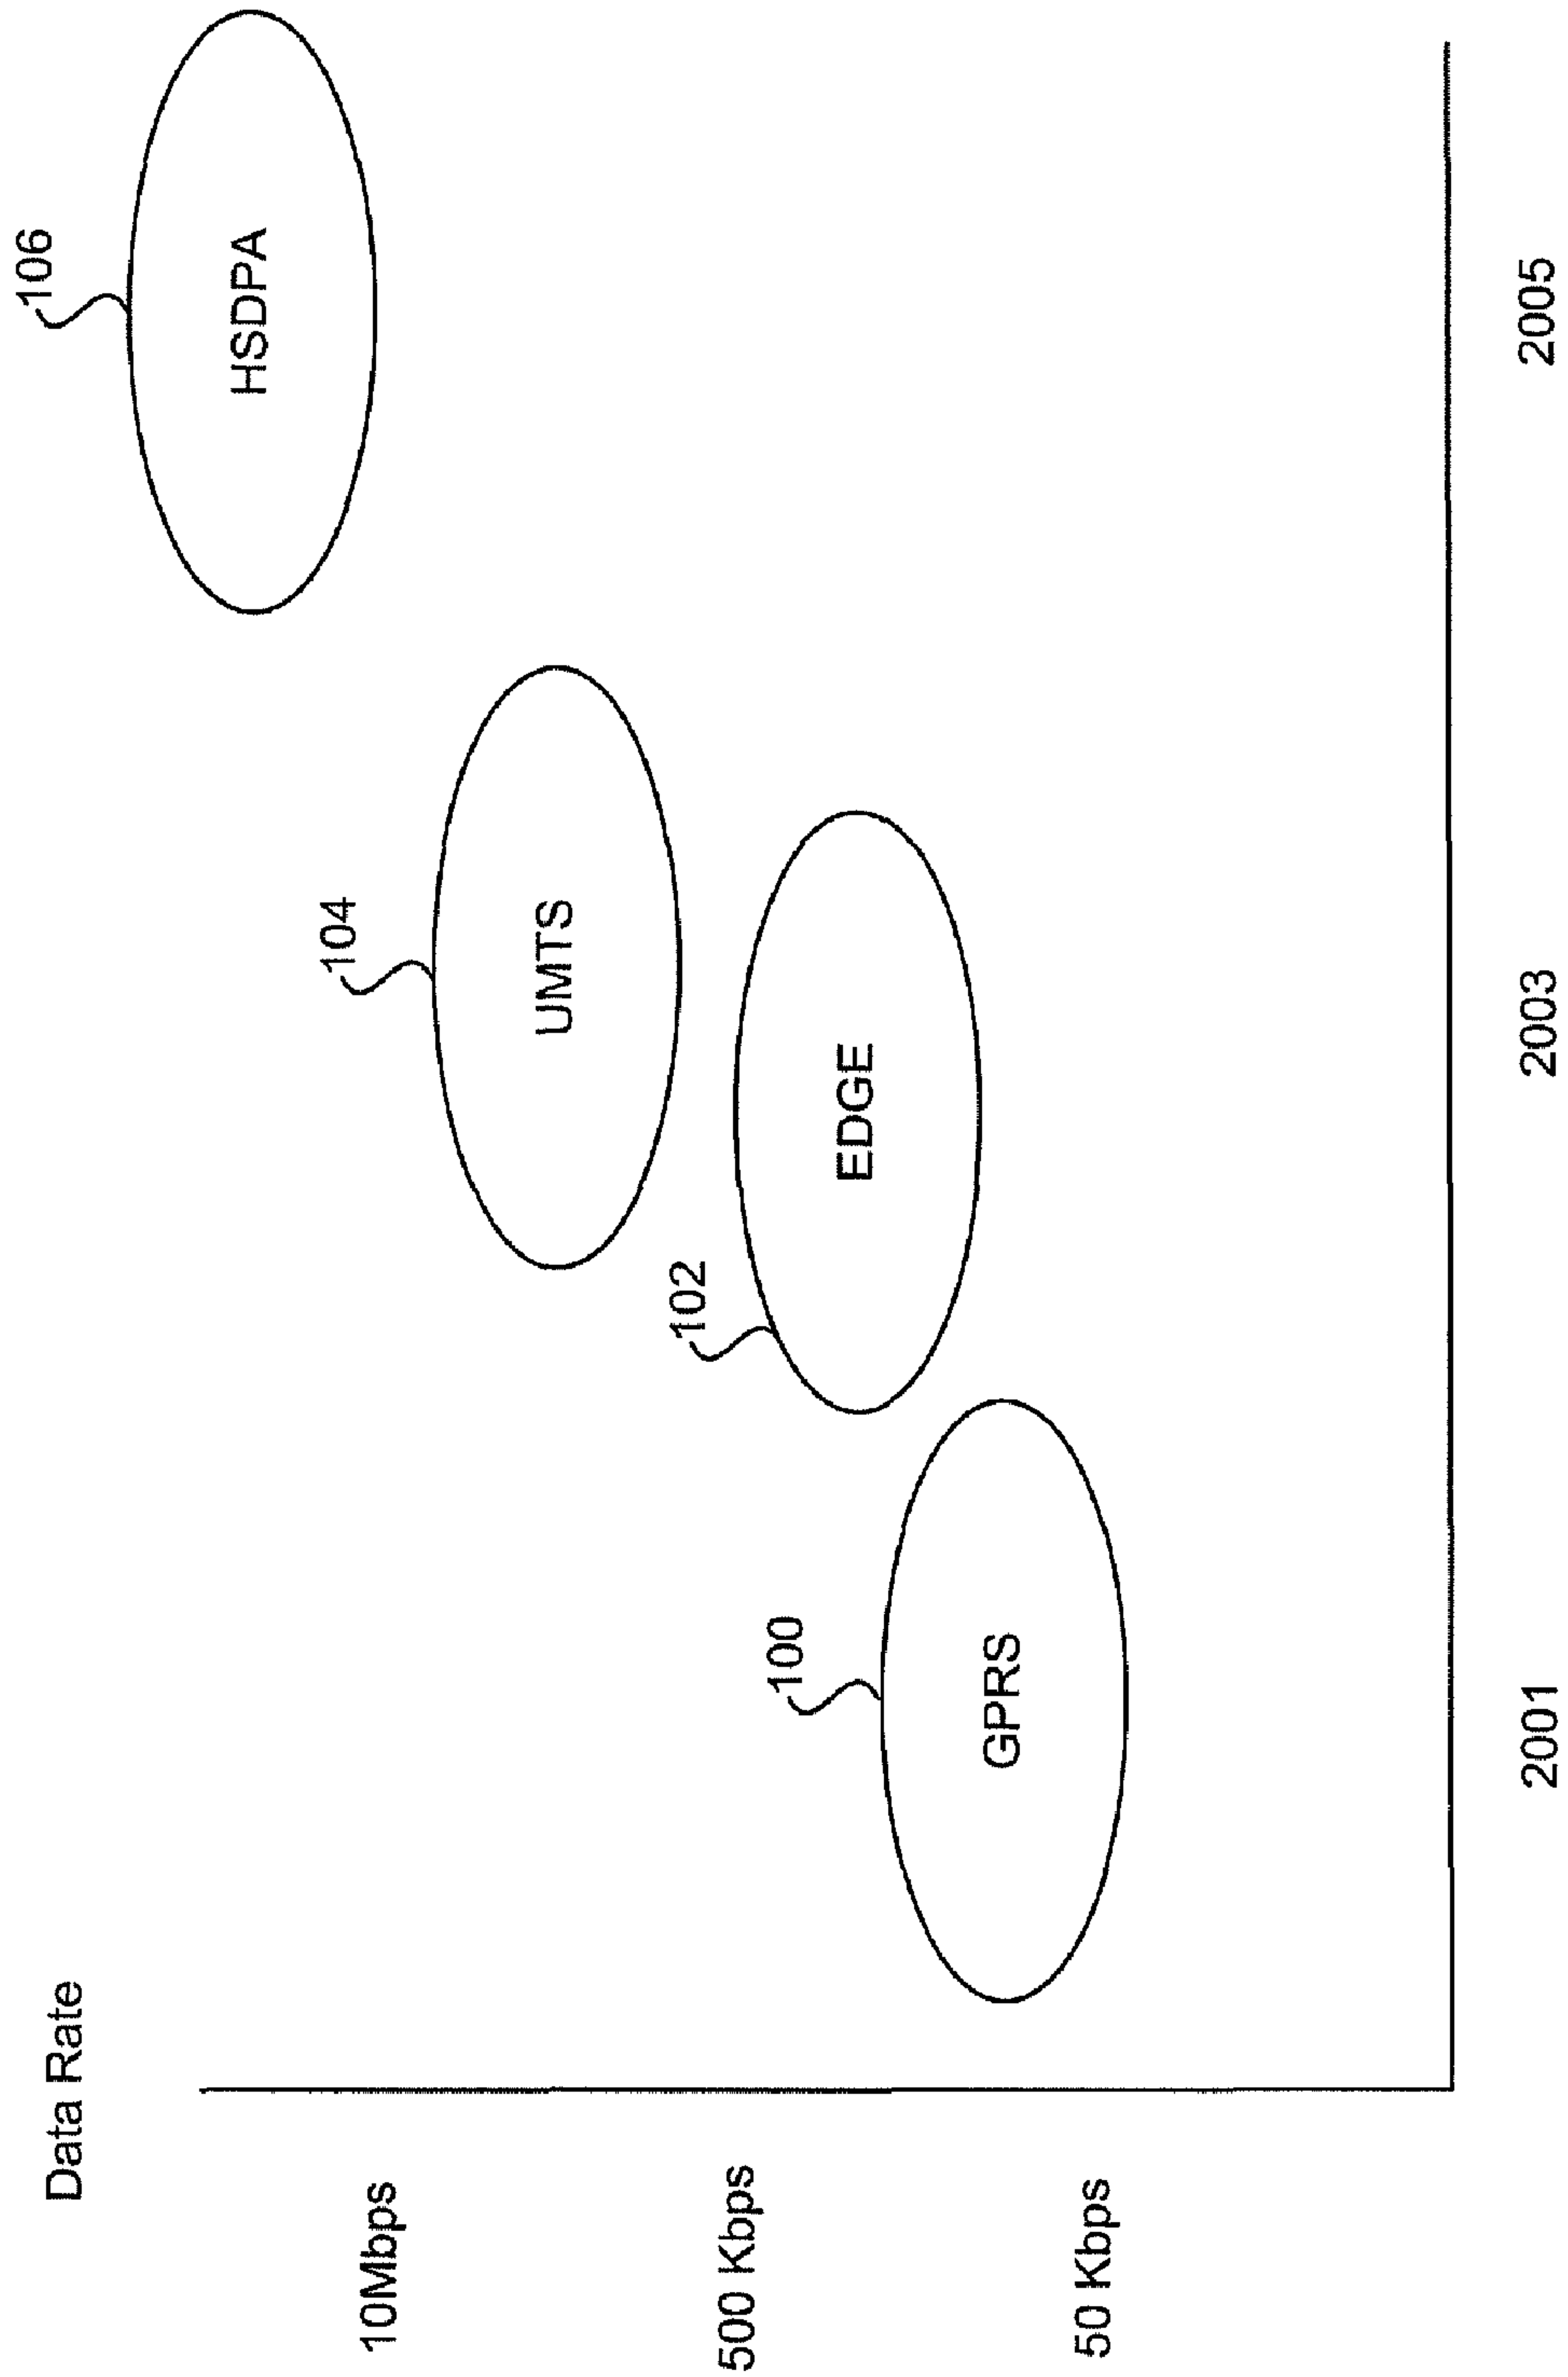 Data Rate
106
HSDPA
10Mbps
104
UMTS
102
500 Kbps
100
EDGE
GPRS
50 Kbps
2001
2003
2005